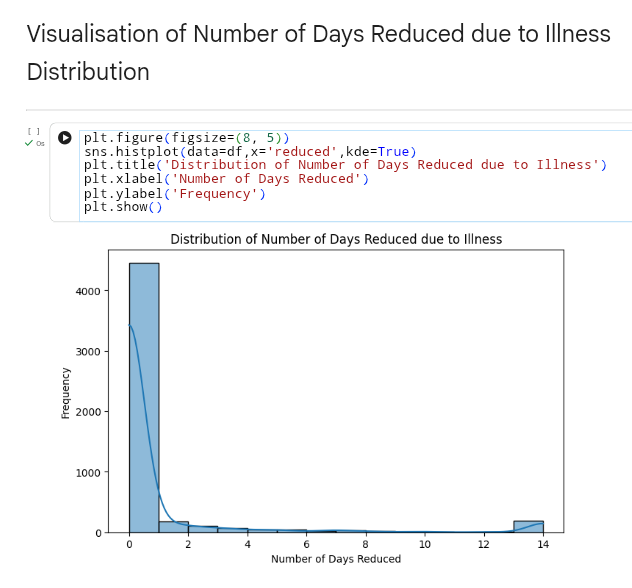 Visualisation of Number of Days Reduced due to Illness
Distribution
[ ]
0s
plt.figure(figsize=(8, 5))
sns.histplot(data=df,x='reduced',kde=True)
plt.title('Distribution of Number of Days Reduced due to Illness')
plt.xlabel('Number of Days Reduced')
plt.ylabel('Frequency')
plt.show()
Distribution of Number of Days Reduced due to Illness
Frequency
4000
3000
2000
1000
0
0 2 4 6 8 10 12 14
Number of Days Reduced